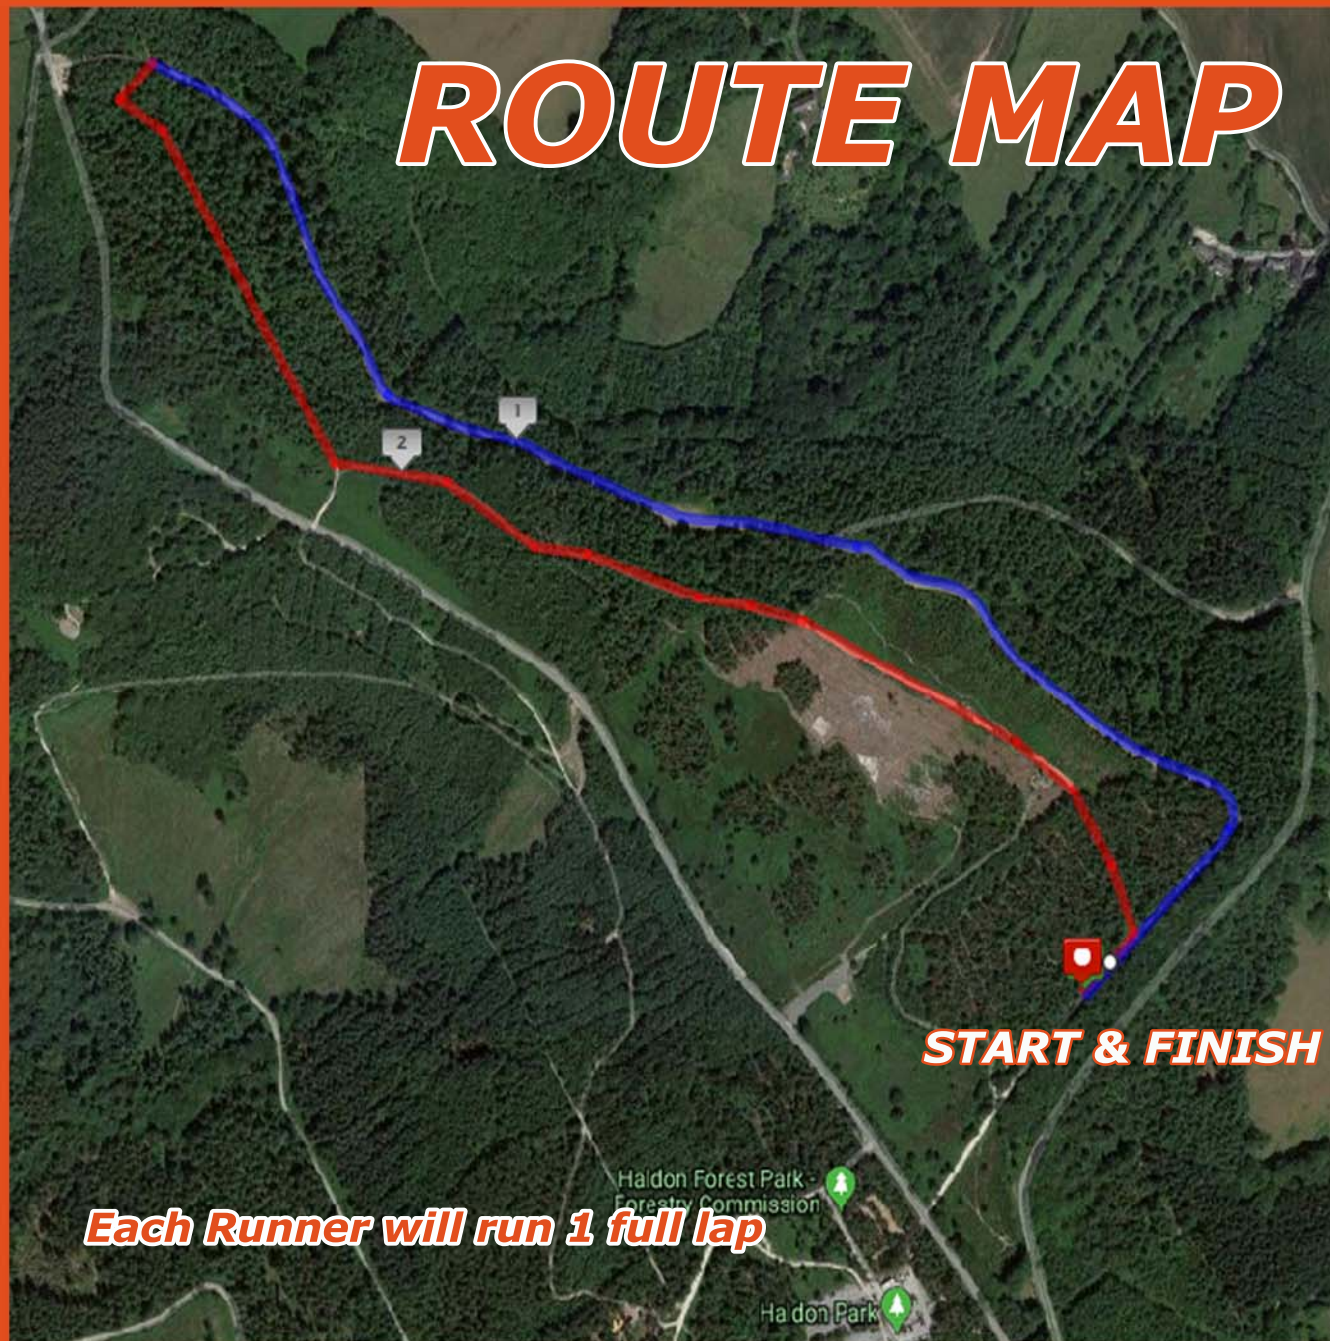 ROUTE MAP
1
2
START & FINISH
Haldon Forest Park -
Forestry Commission
Each Runner will run 1 full lap
Haldon Park